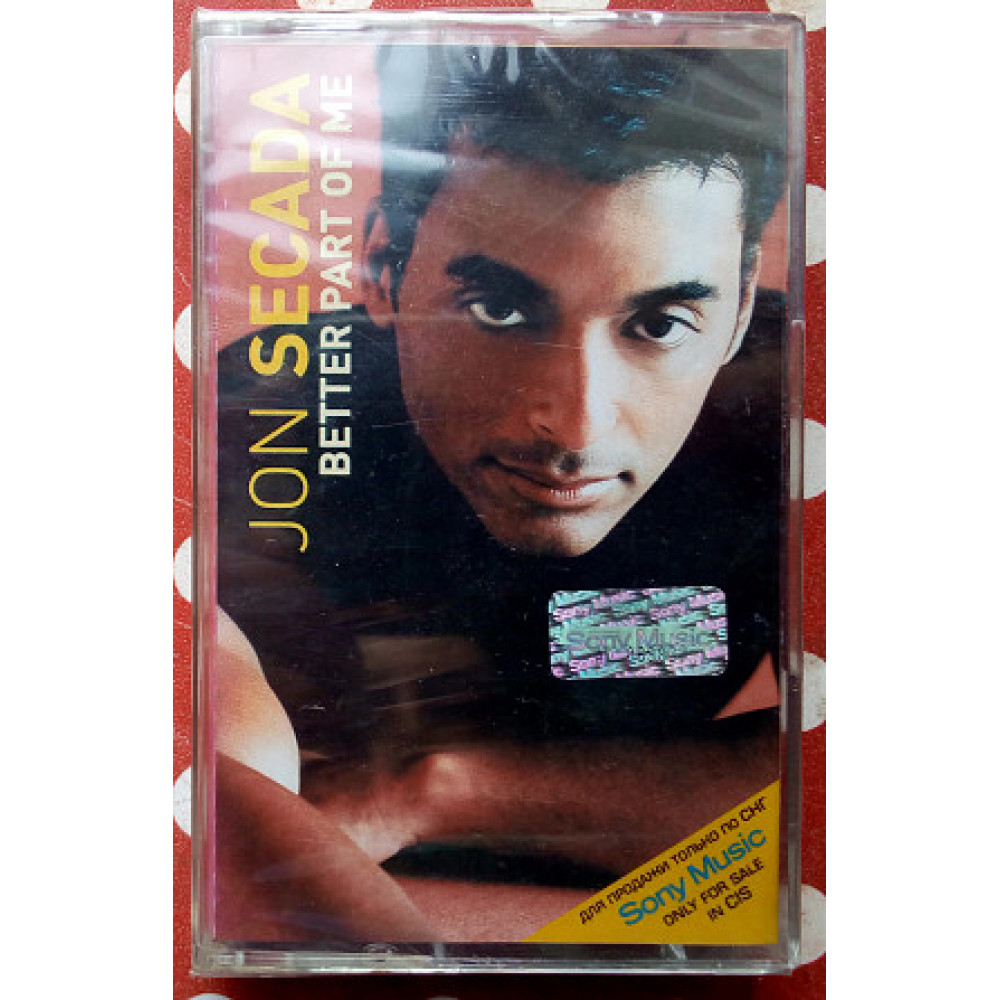 JON SECADA
BETTER PART OF ME
Sony Music
ДЛЯ ПРОДАЖИ ТОЛЬКО ПО СНГ
Sony Music
ONLY FOR SALE
IN CIS